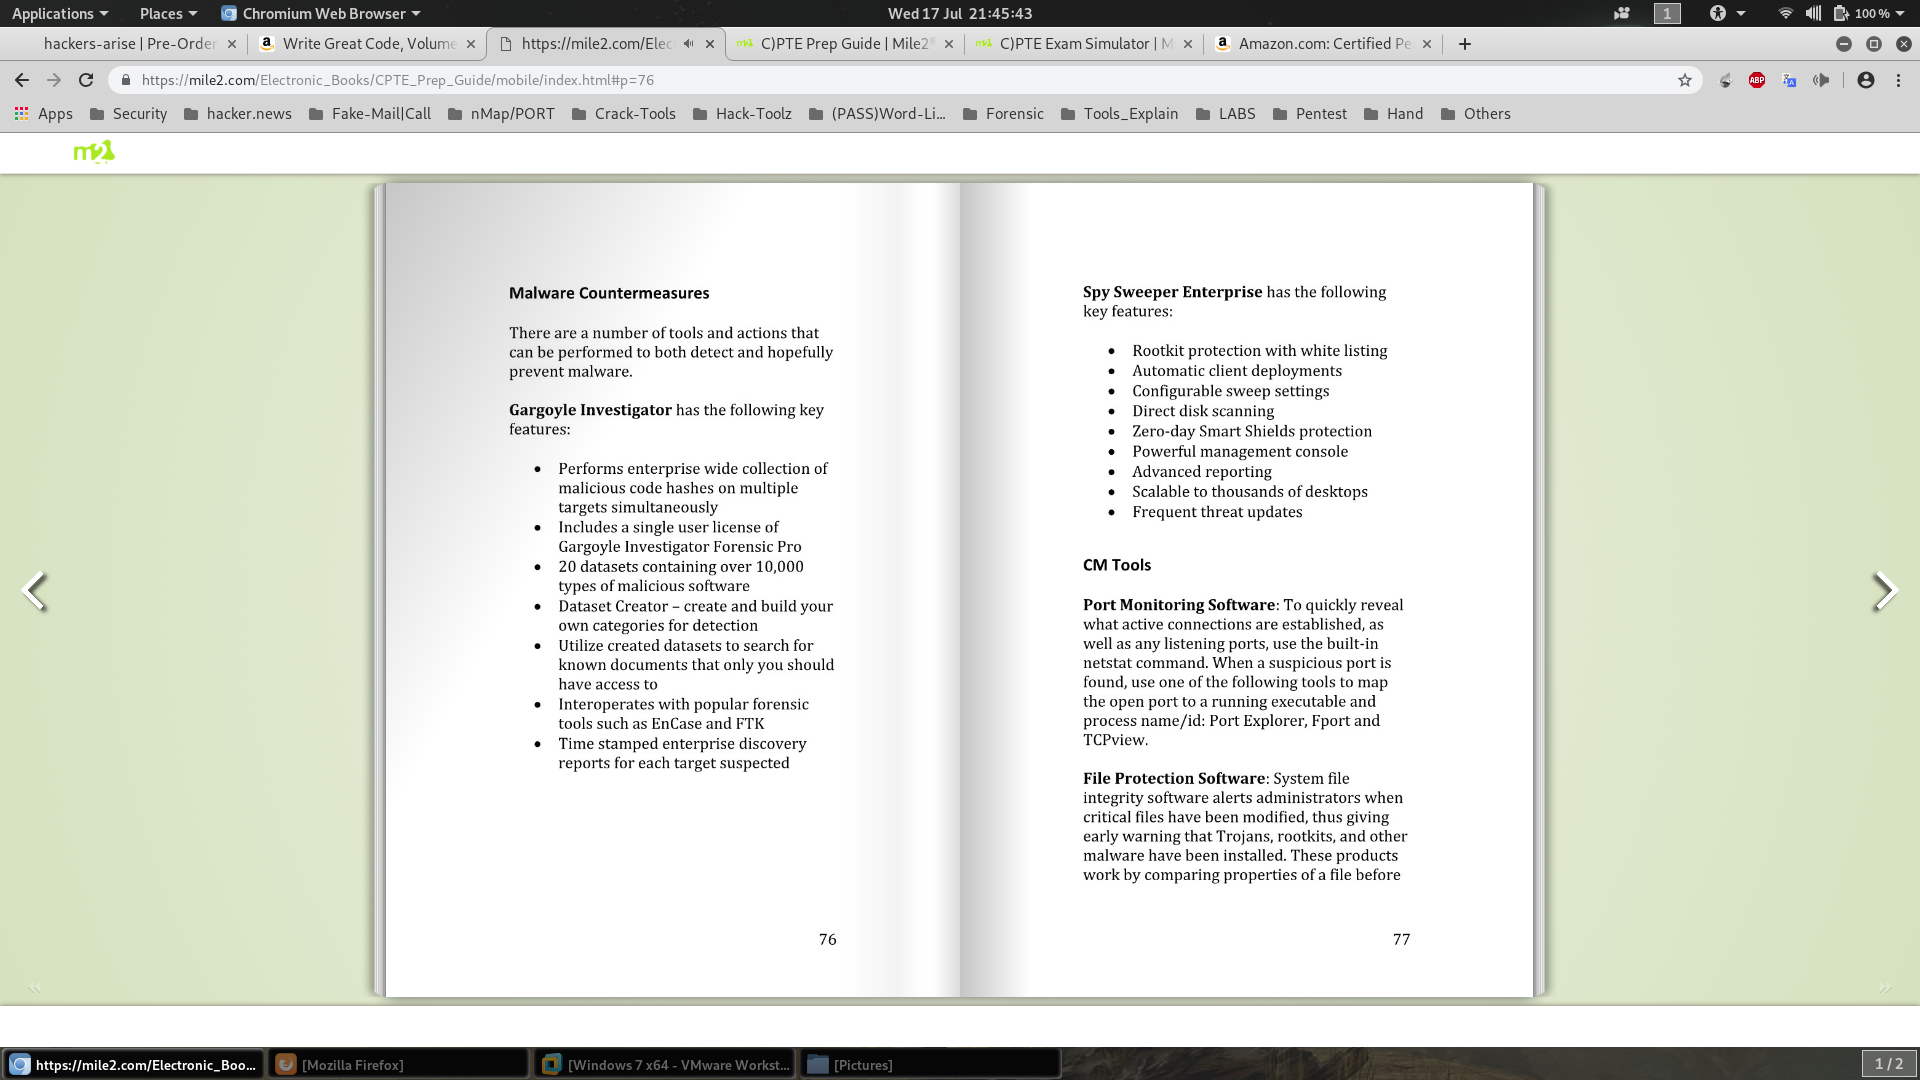 Applications
Places
Chromium Web Browser
Wed 17 Jul 21:45:43
1
100 %
hackers-arise | Pre-Order
Write Great Code, Volume
https://mile2.com/Elec
C)PTE Prep Guide | Mile2
C)PTE Exam Simulator | M
Amazon.com: Certified Pe
https://mile2.com/Electronic_Books/CPTE_Prep_Guide/mobile/index.html#p=76
ABP
Apps
Security
hacker.news
Fake-Mail|Call
nMap/PORT
Crack-Tools
Hack-Toolz
(PASS)Word-Li...
Forensic
Tools_Explain
LABS
Pentest
Hand
Others
m2
Malware Countermeasures
There are a number of tools and actions that
can be performed to both detect and hopefully
prevent malware.
Gargoyle Investigator has the following key
features:
• Performs enterprise wide collection of
malicious code hashes on multiple
targets simultaneously
• Includes a single user license of
Gargoyle Investigator Forensic Pro
• 20 datasets containing over 10,000
types of malicious software
• Dataset Creator – create and build your
own categories for detection
• Utilize created datasets to search for
known documents that only you should
have access to
• Interoperates with popular forensic
tools such as EnCase and FTK
• Time stamped enterprise discovery
reports for each target suspected
76
Spy Sweeper Enterprise has the following
key features:
• Rootkit protection with white listing
• Automatic client deployments
• Configurable sweep settings
• Direct disk scanning
• Zero-day Smart Shields protection
• Powerful management console
• Advanced reporting
• Scalable to thousands of desktops
• Frequent threat updates
CM Tools
Port Monitoring Software: To quickly reveal
what active connections are established, as
well as any listening ports, use the built-in
netstat command. When a suspicious port is
found, use one of the following tools to map
the open port to a running executable and
process name/id: Port Explorer, Fport and
TCPview.
File Protection Software: System file
integrity software alerts administrators when
critical files have been modified, thus giving
early warning that Trojans, rootkits, and other
malware have been installed. These products
work by comparing properties of a file before
77
https://mile2.com/Electronic_Boo...
[Mozilla Firefox]
[Windows 7 x64 - VMware Workst...
[Pictures]
1 / 2